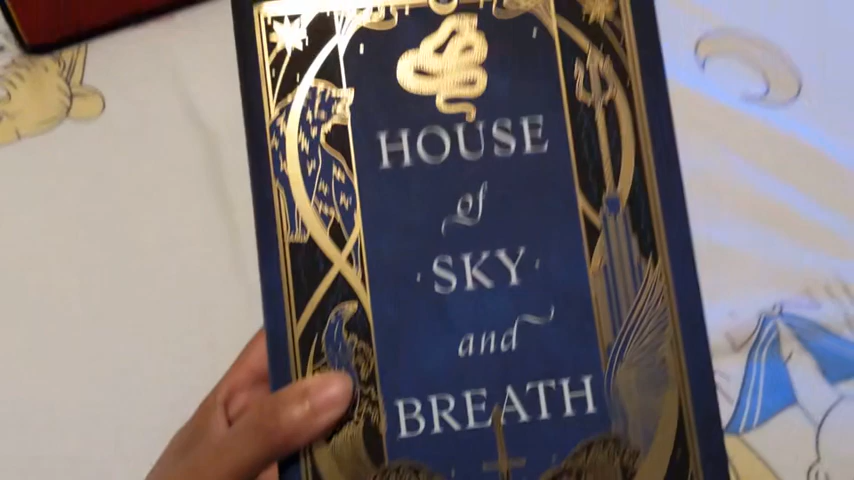 HOUSE
of
· SKY ·
and
BREATH